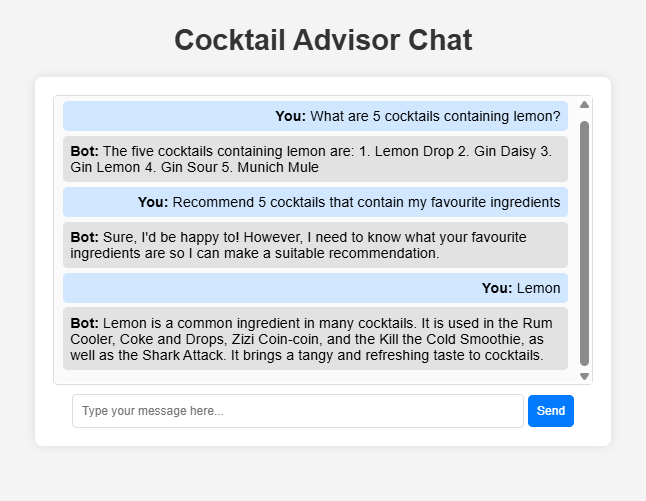 Cocktail Advisor Chat
You: What are 5 cocktails containing lemon?
Bot: The five cocktails containing lemon are: 1. Lemon Drop 2. Gin Daisy 3.
Gin Lemon 4. Gin Sour 5. Munich Mule
You: Recommend 5 cocktails that contain my favourite ingredients
Bot: Sure, I'd be happy to! However, I need to know what your favourite
ingredients are so I can make a suitable recommendation.
You: Lemon
Bot: Lemon is a common ingredient in many cocktails. It is used in the Rum
Cooler, Coke and Drops, Zizi Coin-coin, and the Kill the Cold Smoothie, as
well as the Shark Attack. It brings a tangy and refreshing taste to cocktails.
Type your message here... Send